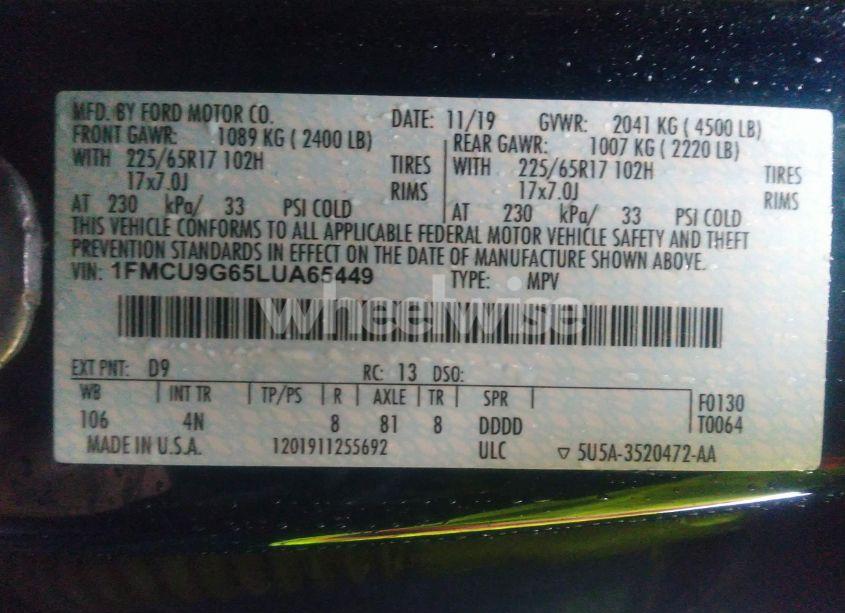 MFD. BY FORD MOTOR CO. DATE: 11/19 GVWR: 2041 KG ( 4500 LB)
FRONT GAWR: 1089 KG ( 2400 LB) REAR GAWR: 1007 KG ( 2220 LB)
WITH 225/65R17 102H TIRES WITH 225/65R17 102H TIRES
17x7.0J RIMS 17x7.0J RIMS
AT 230 kPa/ 33 PSI COLD AT 230 kPa/ 33 PSI COLD
THIS VEHICLE CONFORMS TO ALL APPLICABLE FEDERAL MOTOR VEHICLE SAFETY AND THEFT
PREVENTION STANDARDS IN EFFECT ON THE DATE OF MANUFACTURE SHOWN ABOVE.
VIN: 1FMCU9G65LUA65449 TYPE: MPV
wheelwise
EXT PNT: D9 RC: 13 DSO:
WB INT TR TP/PS R AXLE TR SPR F0130
106 4N 8 81 8 DDDD T0064
MADE IN U.S.A. 1201911255692 ULC ▽ 5U5A-3520472-AA